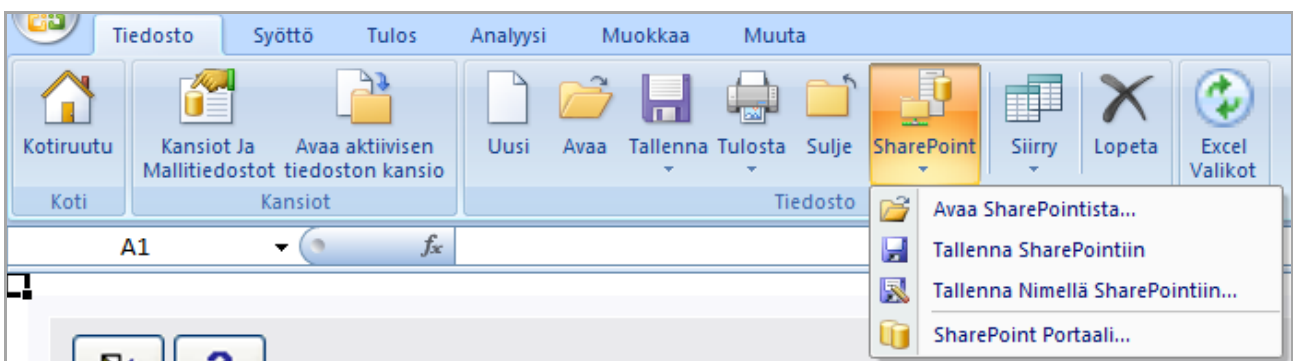 Tiedosto Syöttö Tulos Analyysi Muokkaa Muuta
Kotiruutu Kansiot Ja Mallitiedostot Avaa aktiivisen tiedoston kansio Uusi Avaa Tallenna Tulosta Sulje SharePoint Siirry Lopeta Excel Valikot
Koti Kansiot Tiedosto
Avaa SharePointista...
A1 fx
Tallenna SharePointiin
Tallenna Nimellä SharePointiin...
SharePoint Portaali...